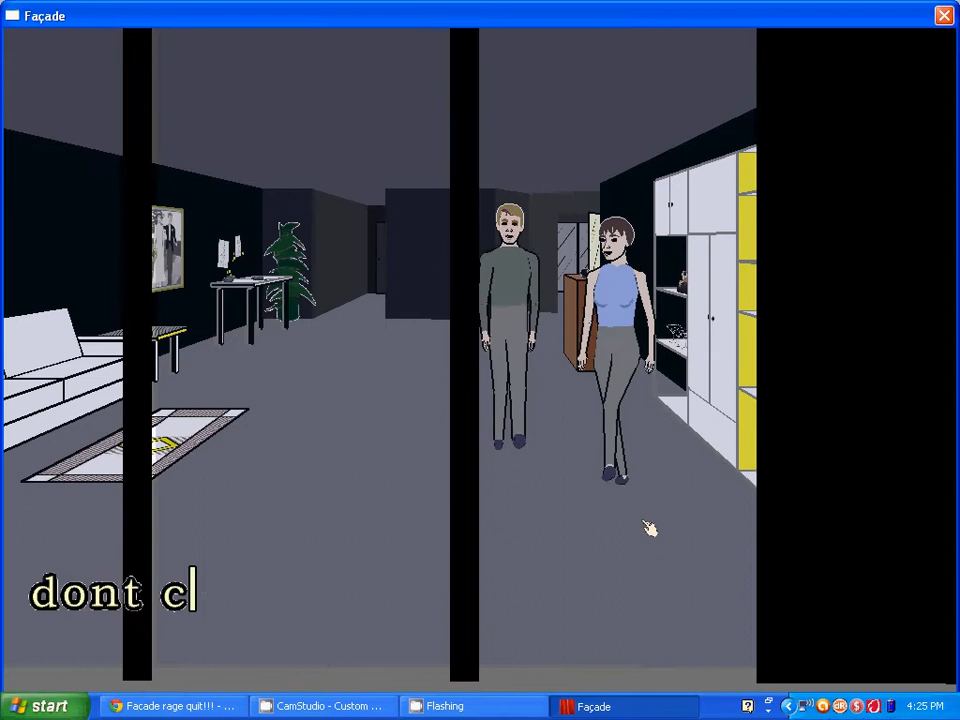 Façade
dont c
start
Facade rage quit!!! - ...
CamStudio - Custom ...
Flashing
Façade
4:25 PM